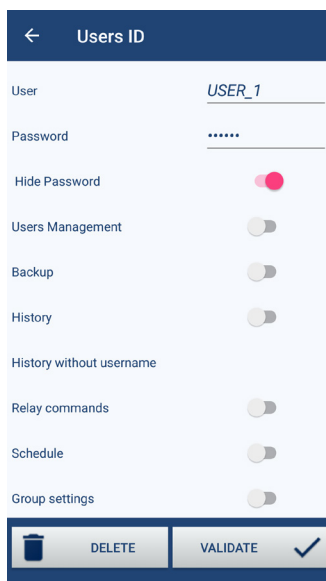 Users ID
User USER_1
Password ••••••
Hide Password
Users Management
Backup
History
History without username
Relay commands
Schedule
Group settings
DELETE VALIDATE